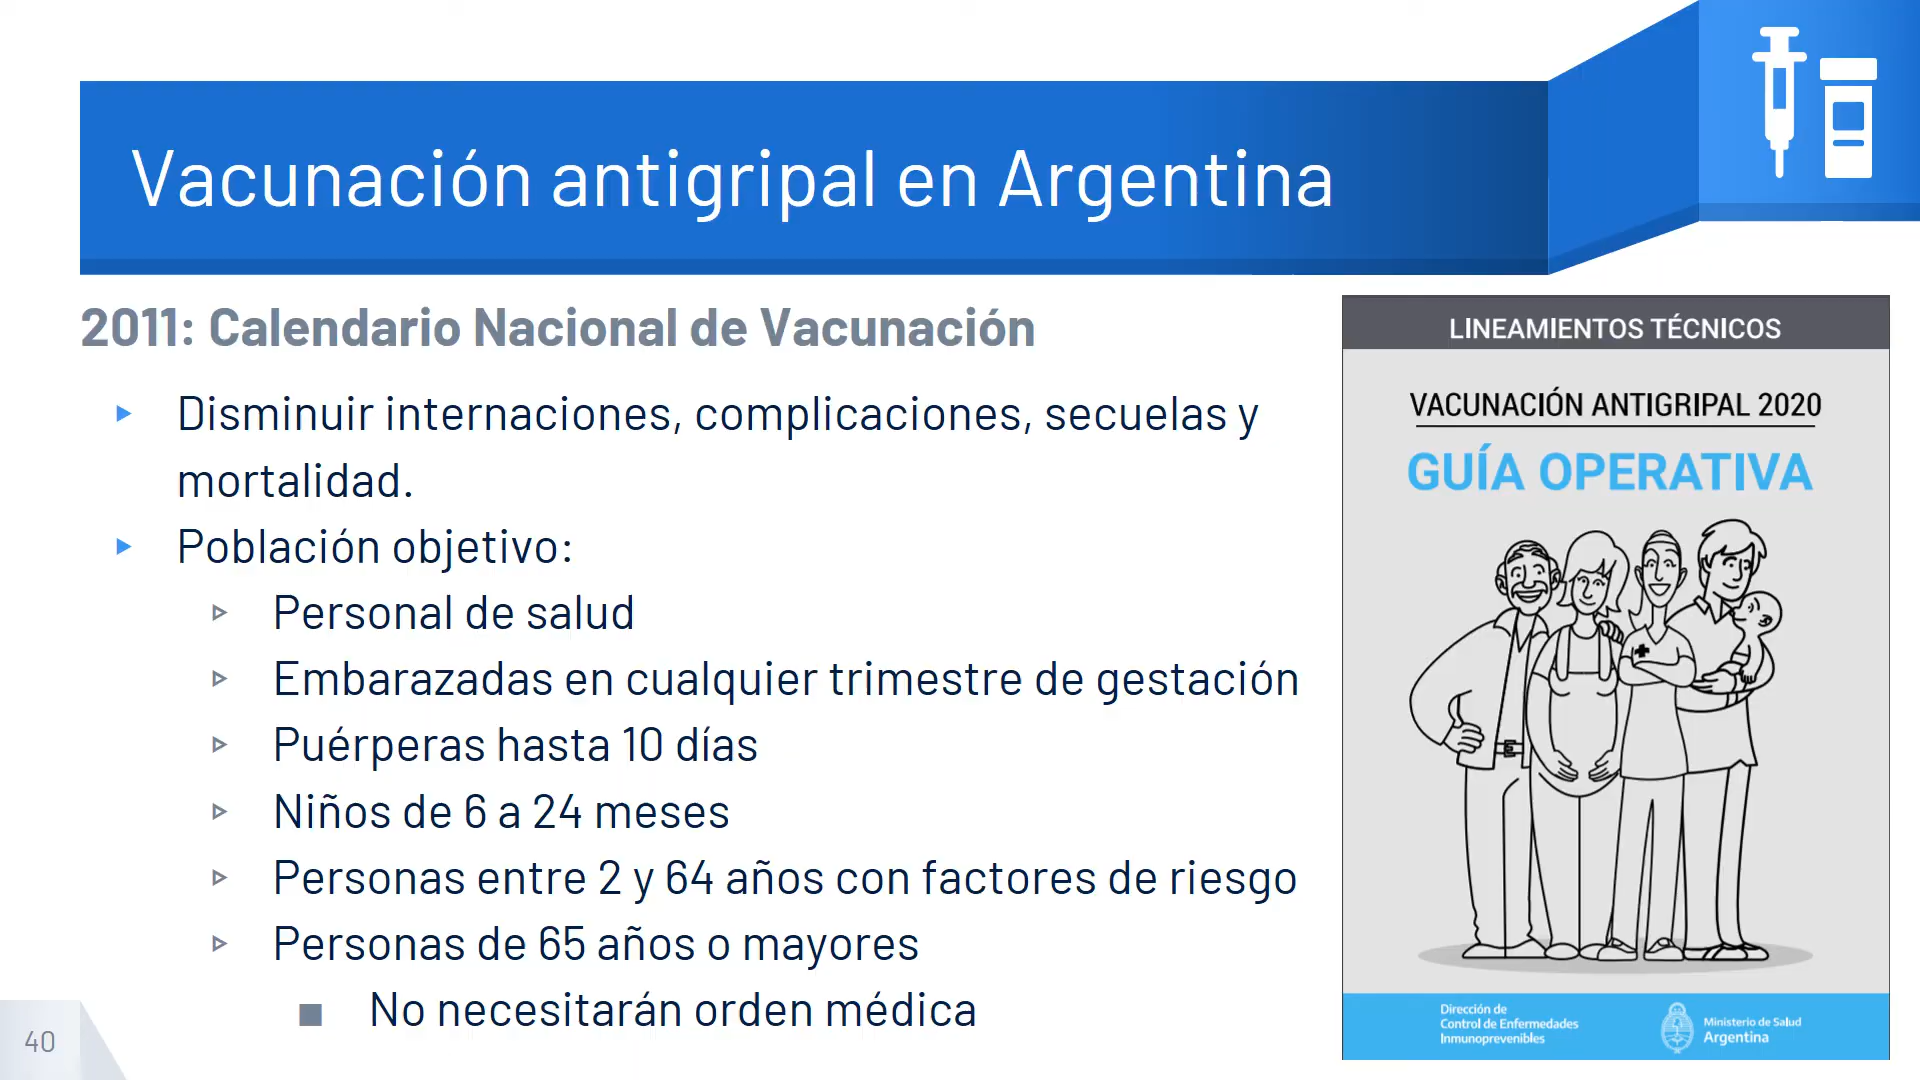 Vacunación antigripal en Argentina
2011: Calendario Nacional de Vacunación
Disminuir internaciones, complicaciones, secuelas y
mortalidad.
Población objetivo:
Personal de salud
Embarazadas en cualquier trimestre de gestación
Puérperas hasta 10 días
Niños de 6 a 24 meses
Personas entre 2 y 64 años con factores de riesgo
Personas de 65 años o mayores
No necesitarán orden médica
40
LINEAMIENTOS TÉCNICOS
VACUNACIÓN ANTIGRIPAL 2020
GUÍA OPERATIVA
Dirección de
Control de Enfermedades
Inmunoprevenibles
Ministerio de Salud
Argentina